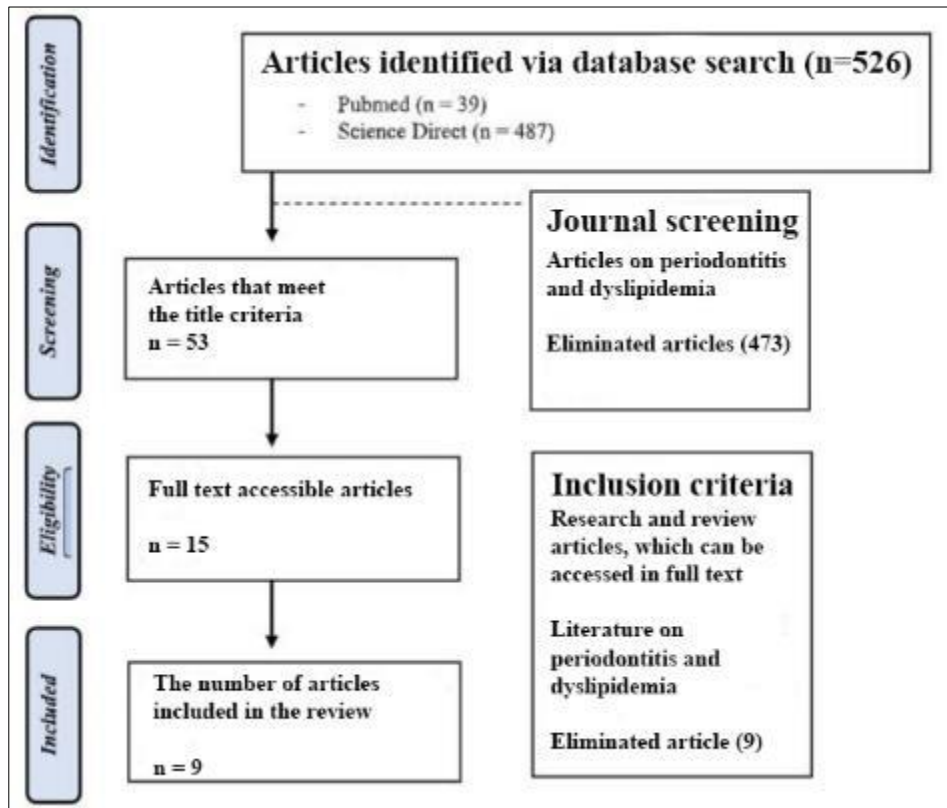 Identification
Articles identified via database search (n=526)
- Pubmed (n = 39)
- Science Direct (n = 487)
Screening
Journal screening
Articles on periodontitis
and dyslipidemia
Eliminated articles (473)
Articles that meet
the title criteria
n = 53
Eligibility
Full text accessible articles
n = 15
Inclusion criteria
Research and review
articles, which can be
accessed in full text
Literature on
periodontitis and
dyslipidemia
Eliminated article (9)
Included
The number of articles
included in the review
n = 9